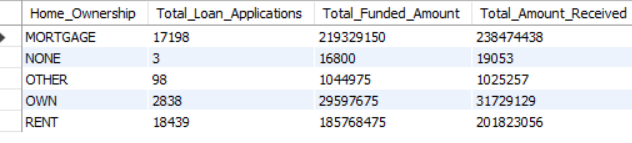 Home_Ownership Total_Loan_Applications Total_Funded_Amount Total_Amount_Received
MORTGAGE 17198 219329150 238474438
NONE 3 16800 19053
OTHER 98 1044975 1025257
OWN 2838 29597675 31729129
RENT 18439 185768475 201823056